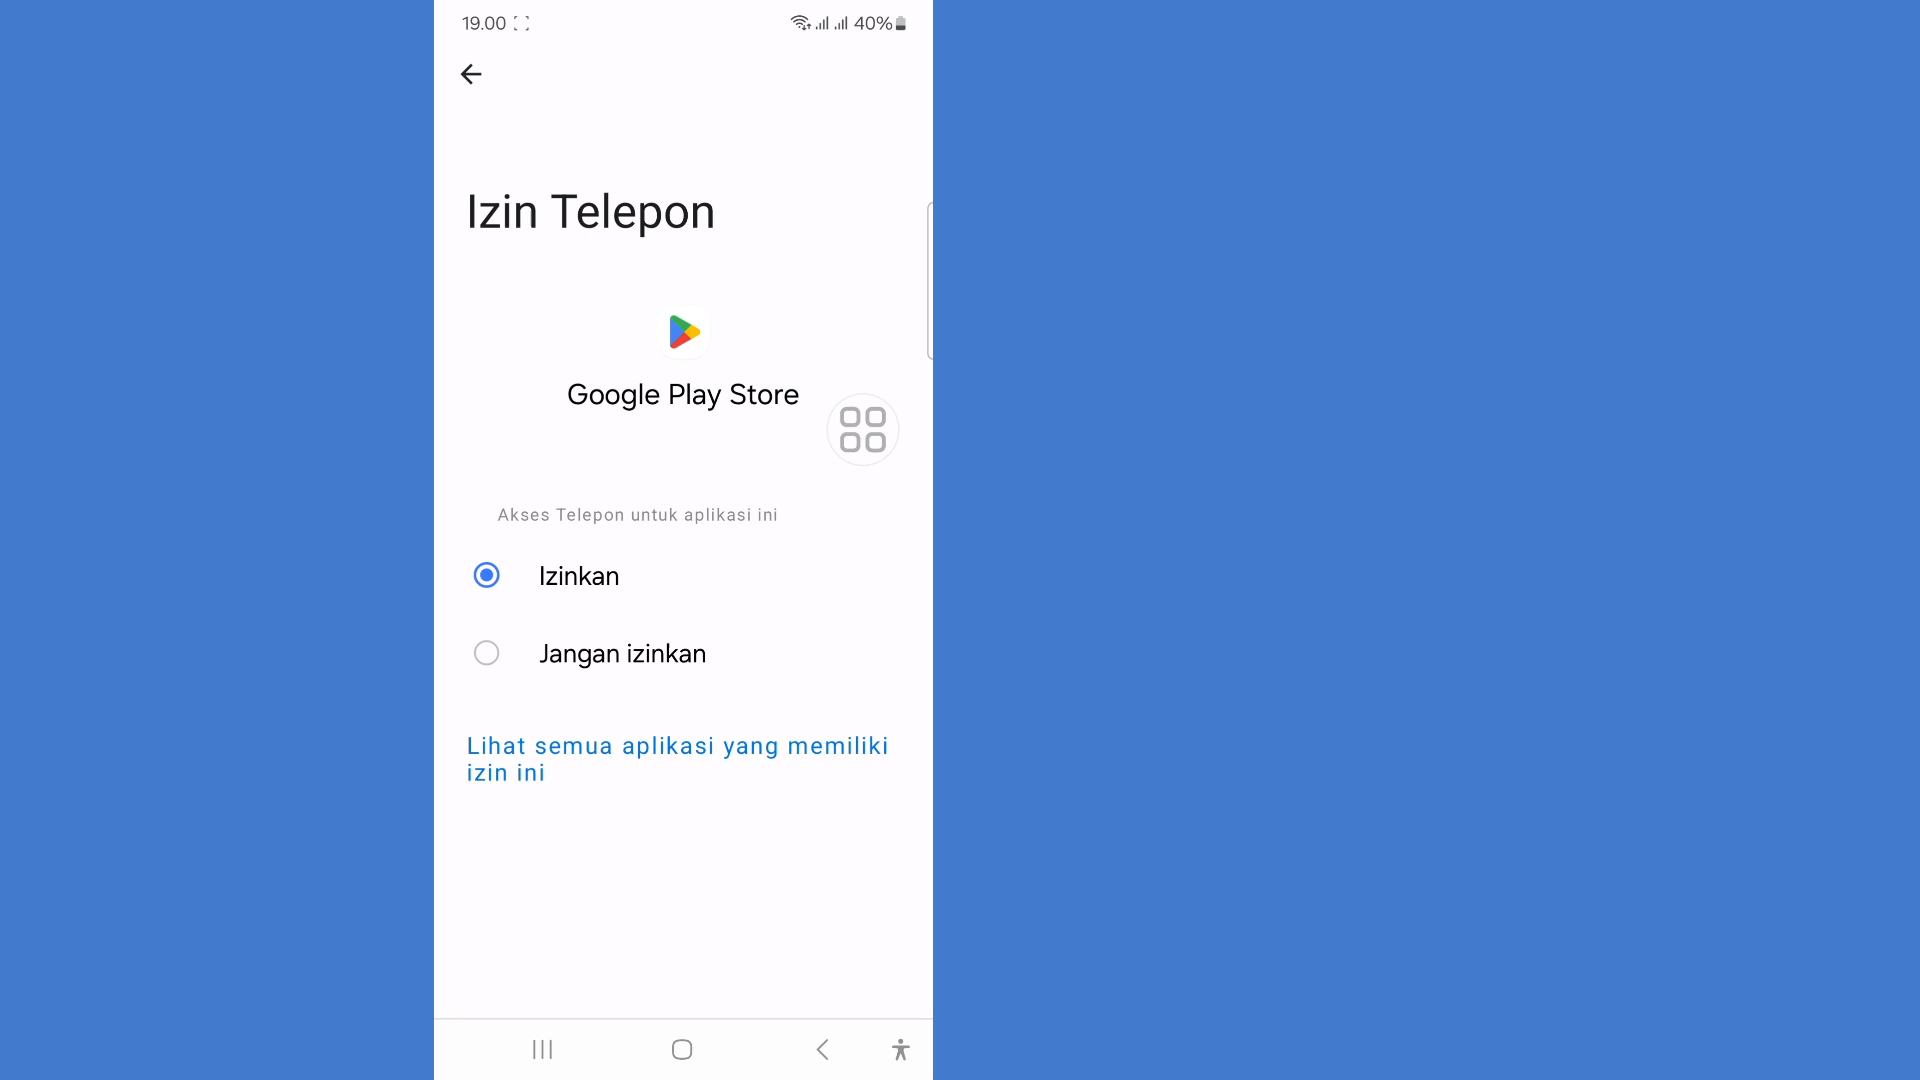 19.00 40%
Izin Telepon
Google Play Store
Akses Telepon untuk aplikasi ini
Izinkan
Jangan izinkan
Lihat semua aplikasi yang memiliki
izin ini